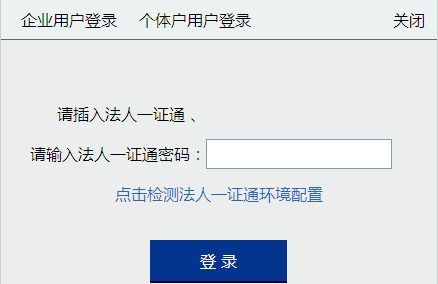 企业用户登录 个体户用户登录 关闭
请插入法人一证通 、
请输入法人一证通密码：
点击检测法人一证通环境配置
登 录